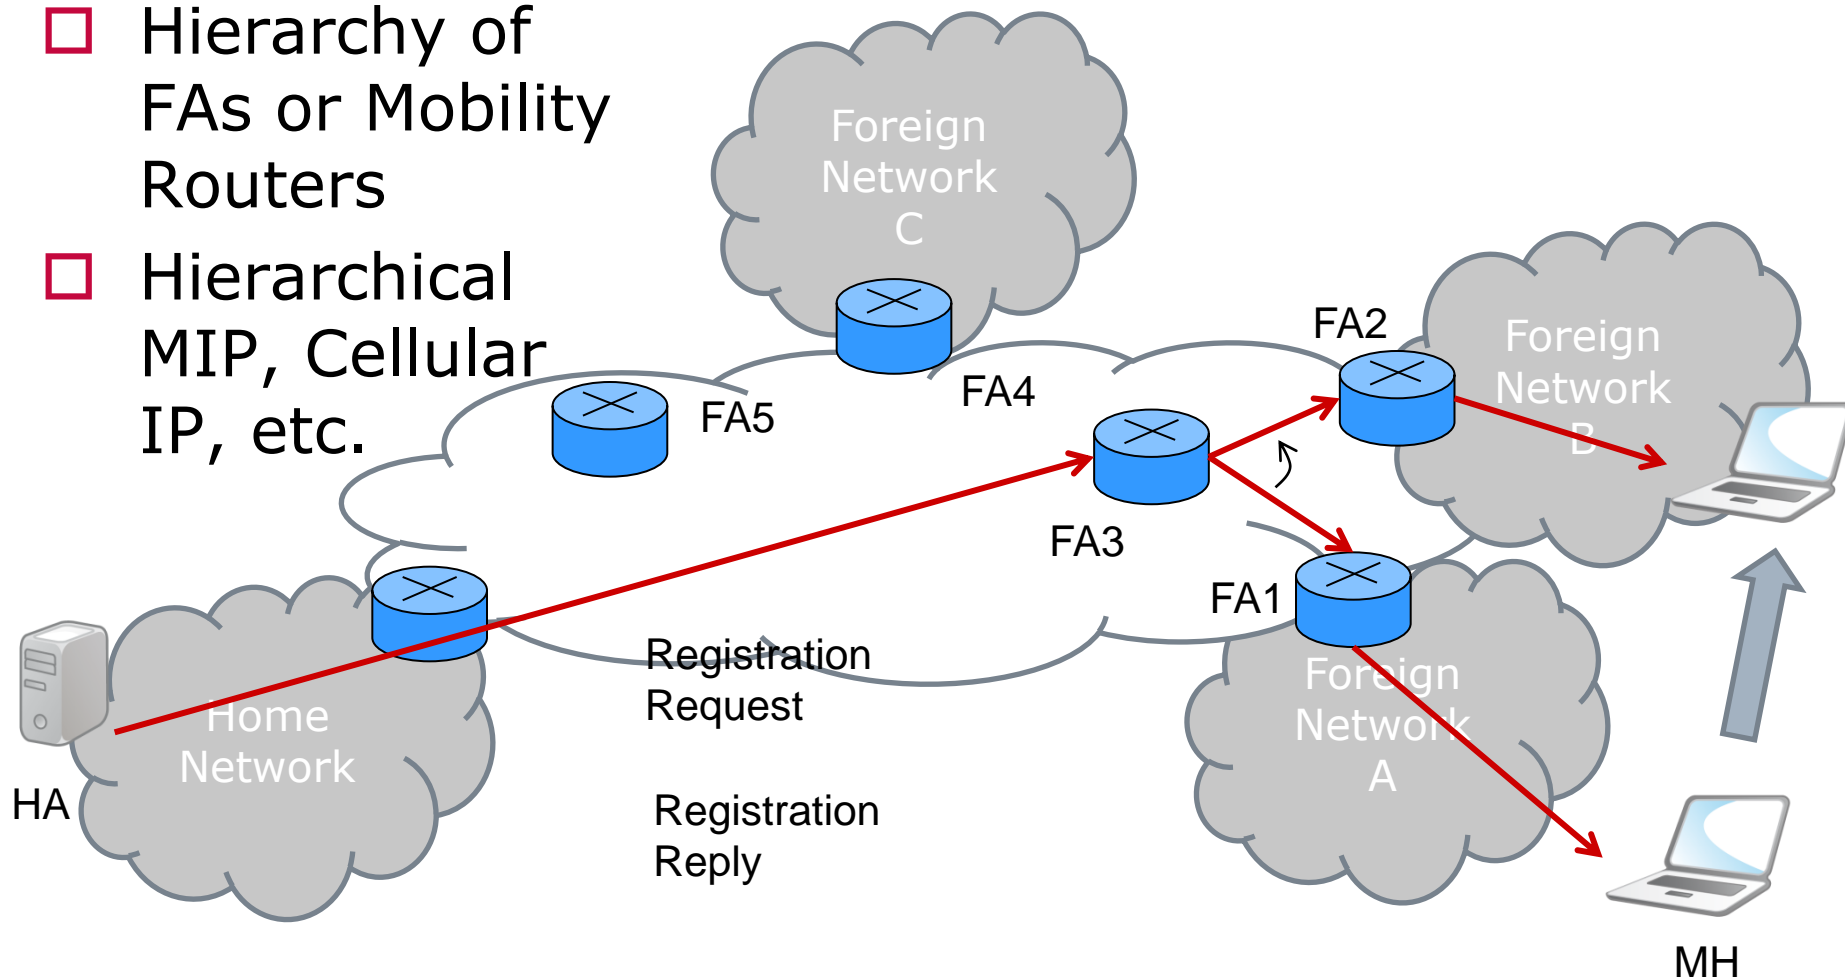 Hierarchy of
FAs or Mobility
Routers
Hierarchical
MIP, Cellular
IP, etc.
Foreign
Network
C
FA2
Foreign
Network
B
FA4
FA5
FA3
FA1
Registration
Request
Foreign
Network
A
Home
Network
HA
Registration
Reply
MH